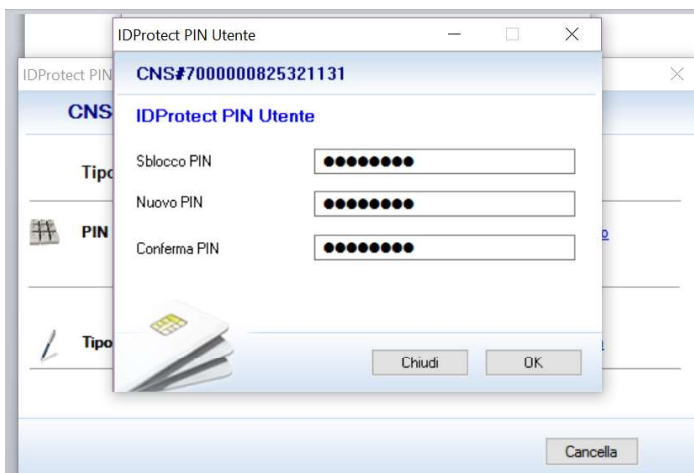 IDProtect PIN Utente
IDProtect PIN
CNS#7000000825321131
CNS
IDProtect PIN Utente
Sblocco PIN ●●●●●●●●
Tipo
Nuovo PIN ●●●●●●●●
PIN
Conferma PIN ●●●●●●●●
Tipo
Chiudi OK
Cancella